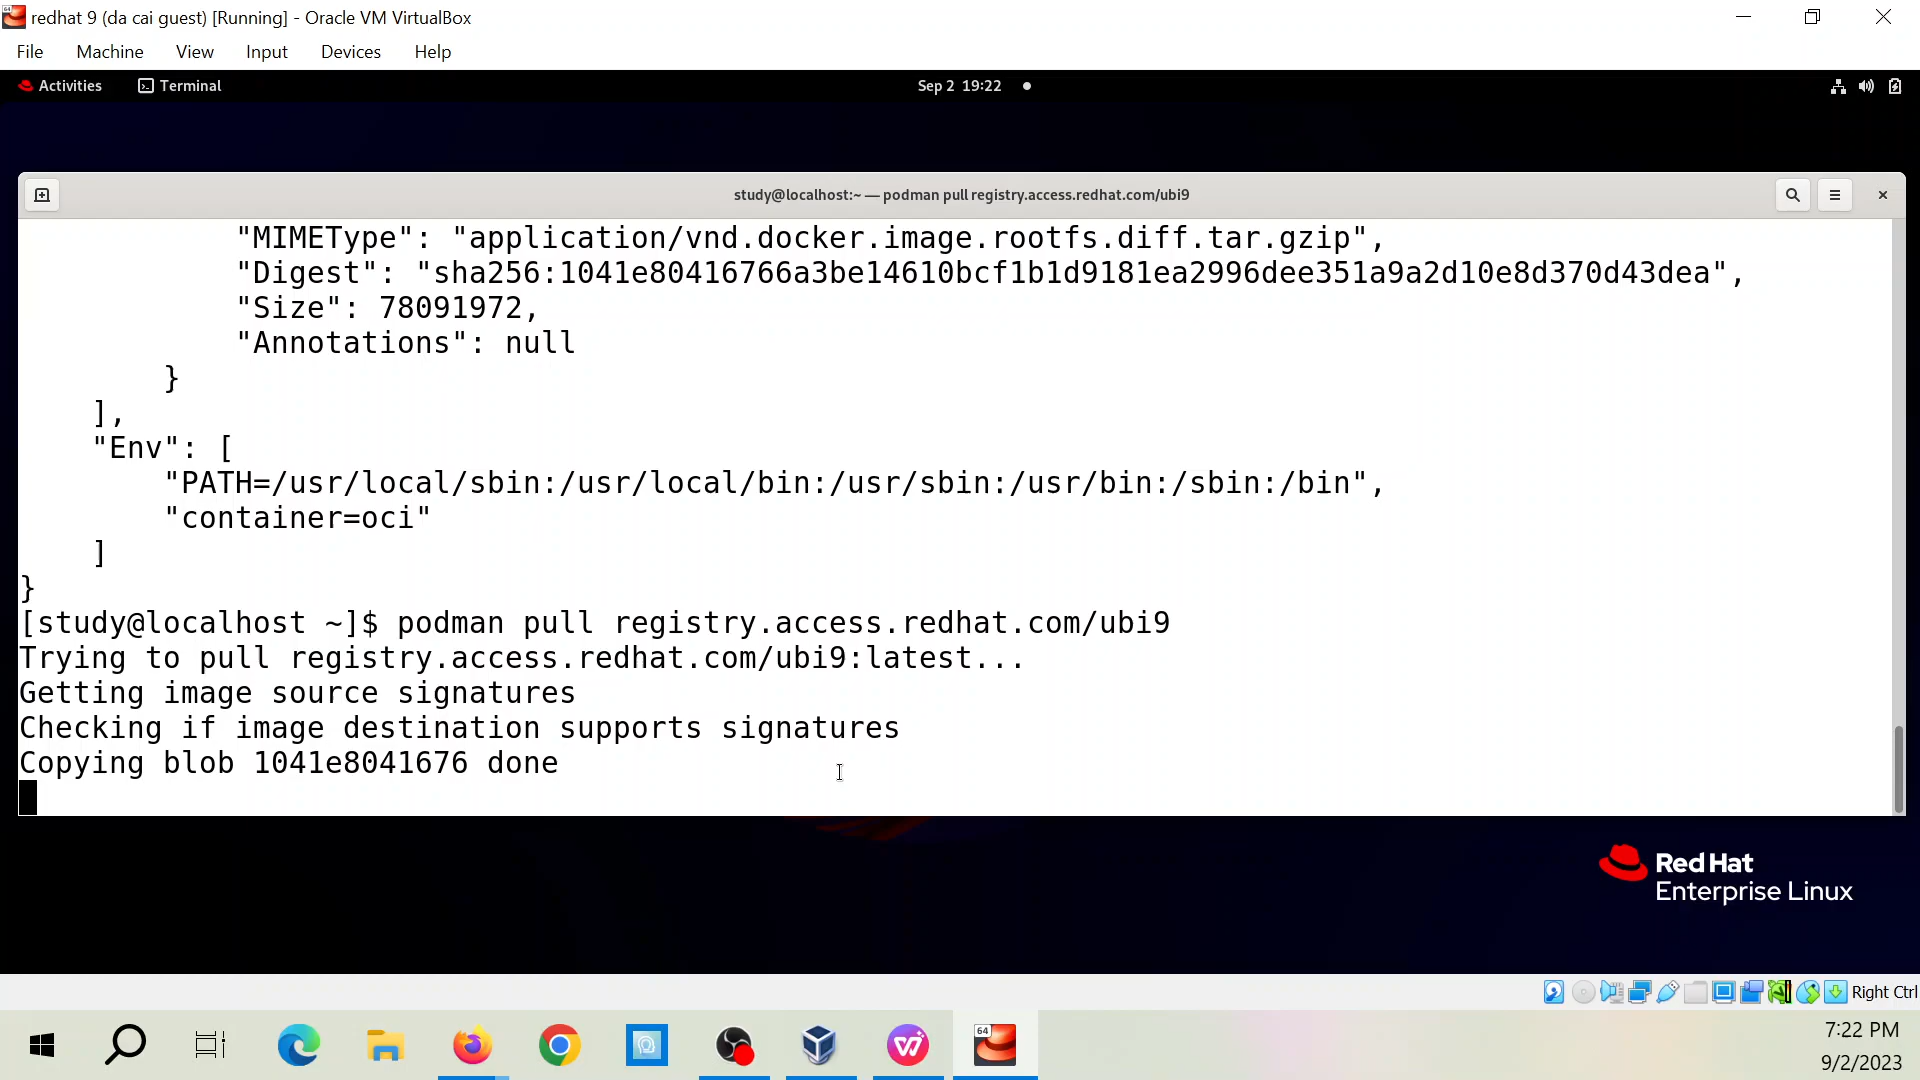 redhat 9 (da cai guest) [Running] - Oracle VM VirtualBox
File Machine View Input Devices Help
Activities Terminal Sep 2 19:22
study@localhost:~ — podman pull registry.access.redhat.com/ubi9
"MIMEType": "application/vnd.docker.image.rootfs.diff.tar.gzip",
"Digest": "sha256:1041e80416766a3be14610bcf1b1d9181ea2996dee351a9a2d10e8d370d43dea",
"Size": 78091972,
"Annotations": null
}
],
"Env": [
"PATH=/usr/local/sbin:/usr/local/bin:/usr/sbin:/usr/bin:/sbin:/bin",
"container=oci"
]
}
[study@localhost ~]$ podman pull registry.access.redhat.com/ubi9
Trying to pull registry.access.redhat.com/ubi9:latest...
Getting image source signatures
Checking if image destination supports signatures
Copying blob 1041e8041676 done
Red Hat
Enterprise Linux
Right Ctrl
64
7:22 PM
9/2/2023